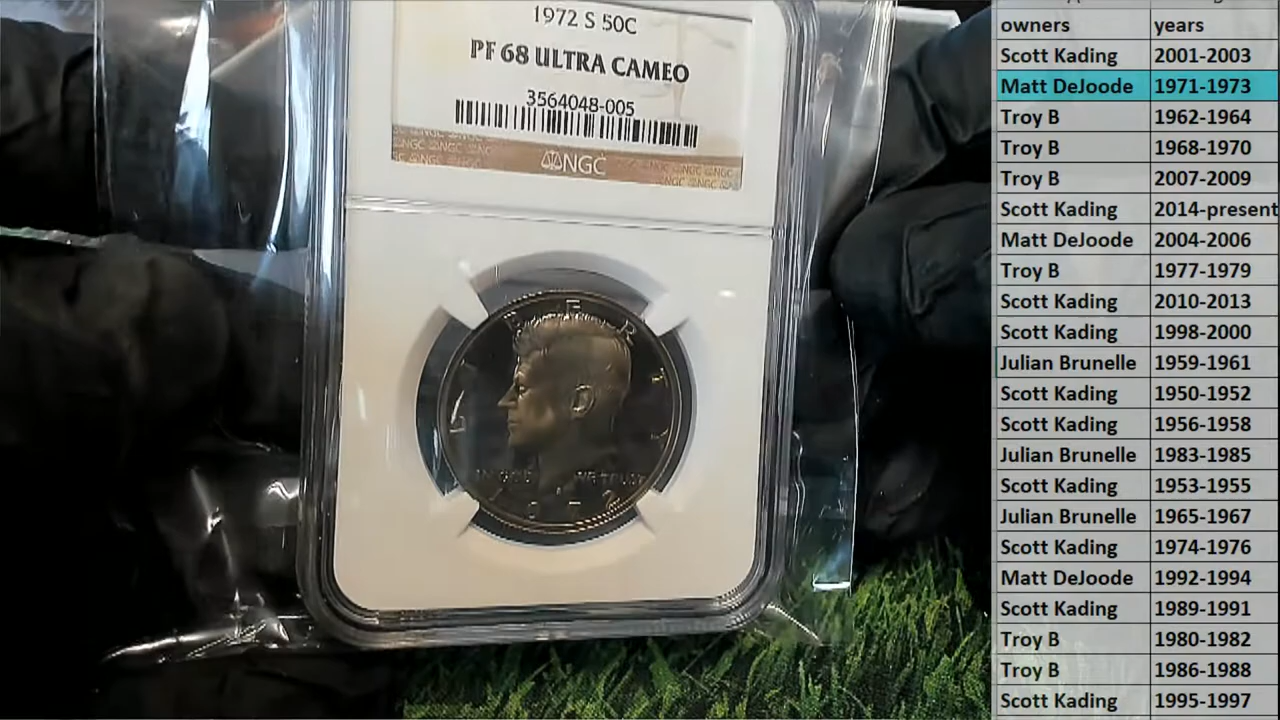 1972 S 50C
PF 68 ULTRA CAMEO
3564048-005
NGC
owners years
Scott Kading 2001-2003
Matt DeJoode 1971-1973
Troy B 1962-1964
Troy B 1968-1970
Troy B 2007-2009
Scott Kading 2014-present
Matt DeJoode 2004-2006
Troy B 1977-1979
Scott Kading 2010-2013
Scott Kading 1998-2000
Julian Brunelle 1959-1961
Scott Kading 1950-1952
Scott Kading 1956-1958
Julian Brunelle 1983-1985
Scott Kading 1953-1955
Julian Brunelle 1965-1967
Scott Kading 1974-1976
Matt DeJoode 1992-1994
Scott Kading 1989-1991
Troy B 1980-1982
Troy B 1986-1988
Scott Kading 1995-1997